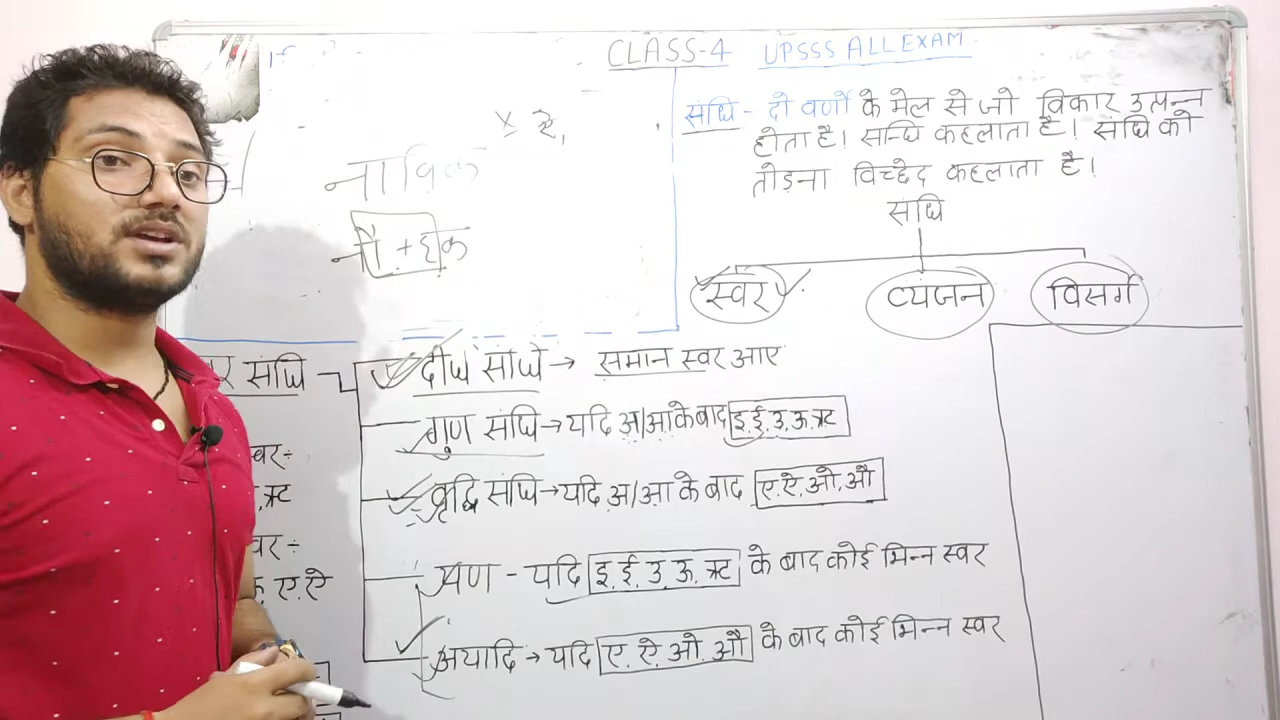 CLASS-4 UPSSS ALL EXAM
संधि - दो वर्णो के मेल से जो विकार उत्पन्न
होता है। सन्धि कहलाता है। संधि को
तोड़ना विच्छेद कहलाता है।
संधि
स्वर व्यंजन विसर्ग
नाविक
नौ + इक
संधि
दीर्घ संधि → समान स्वर आए
गुण संधि → यदि अ/आ के बाद इ.ई.उ.ऊ.ऋ
वृद्धि संधि → यदि अ/आ के बाद ए.ऐ.ओ.औ
यण - यदि इ.ई.उ.ऊ.ऋ के बाद कोई भिन्न स्वर
अयादि → यदि ए.ऐ.ओ.औ के बाद कोई भिन्न स्वर
ए.ऐ